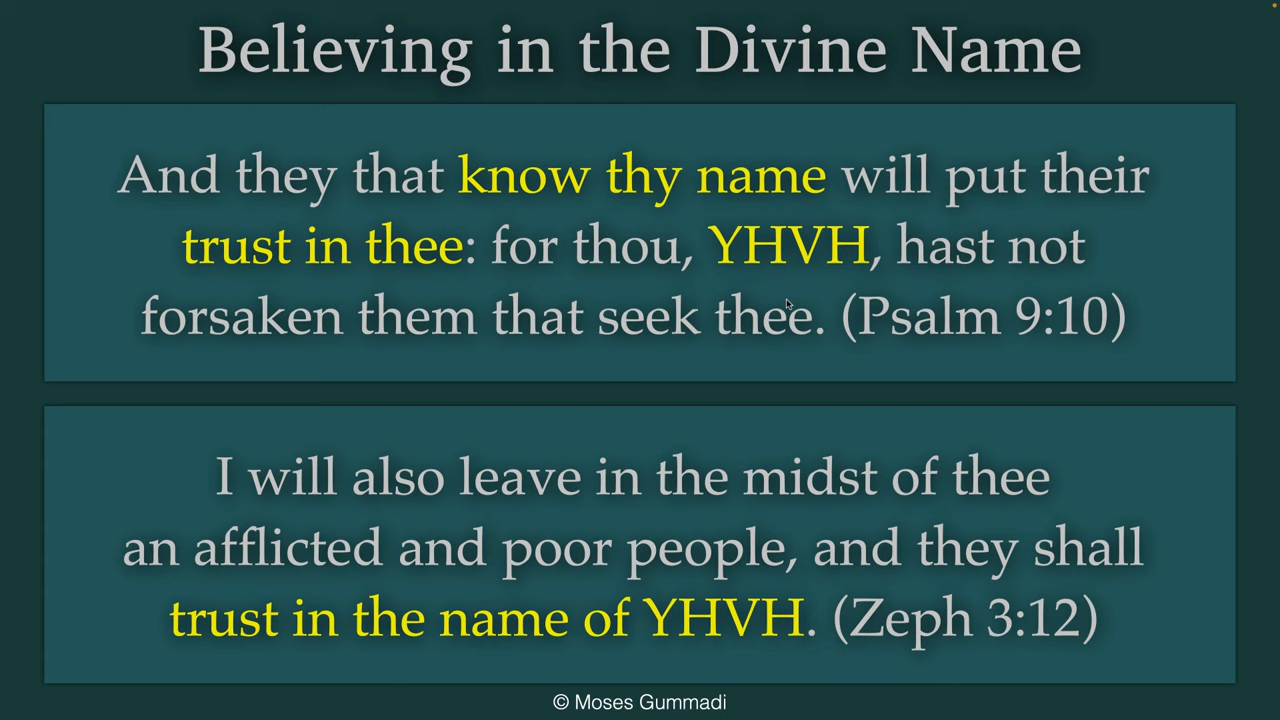 Believing in the Divine Name
And they that know thy name will put their
trust in thee: for thou, YHVH, hast not
forsaken them that seek thee. (Psalm 9:10)
I will also leave in the midst of thee
an afflicted and poor people, and they shall
trust in the name of YHVH. (Zeph 3:12)
© Moses Gummadi